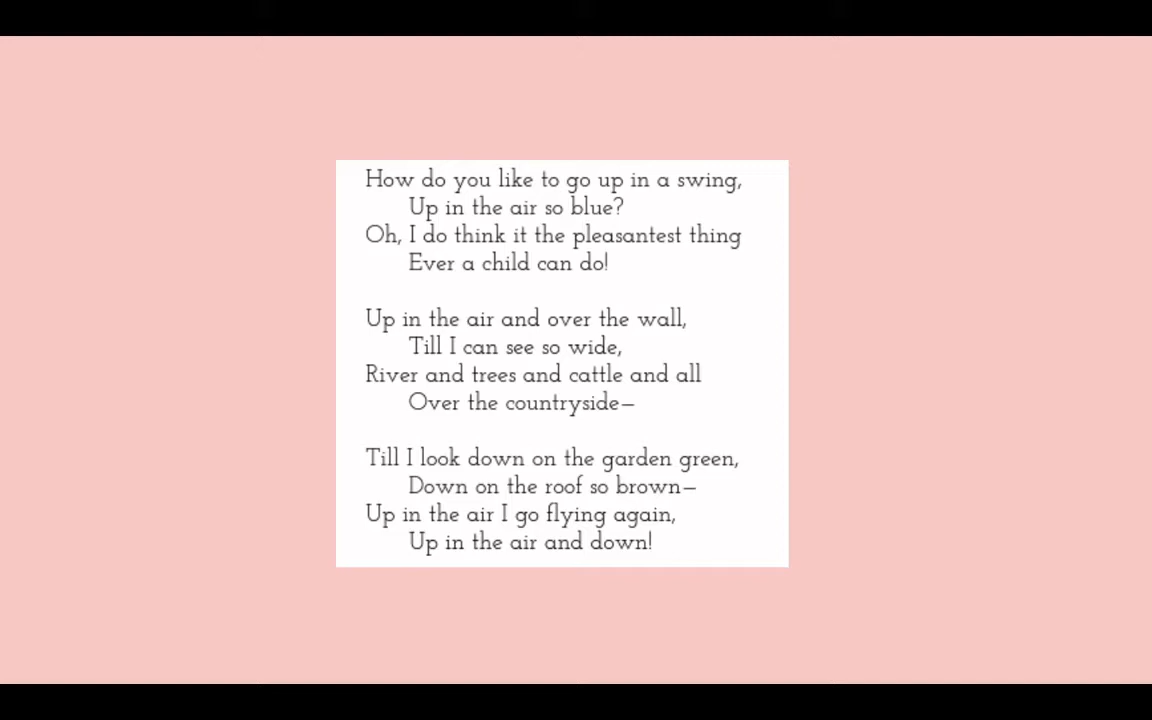 How do you like to go up in a swing,
Up in the air so blue?
Oh, I do think it the pleasantest thing
Ever a child can do!
Up in the air and over the wall,
Till I can see so wide,
River and trees and cattle and all
Over the countryside—
Till I look down on the garden green,
Down on the roof so brown—
Up in the air I go flying again,
Up in the air and down!